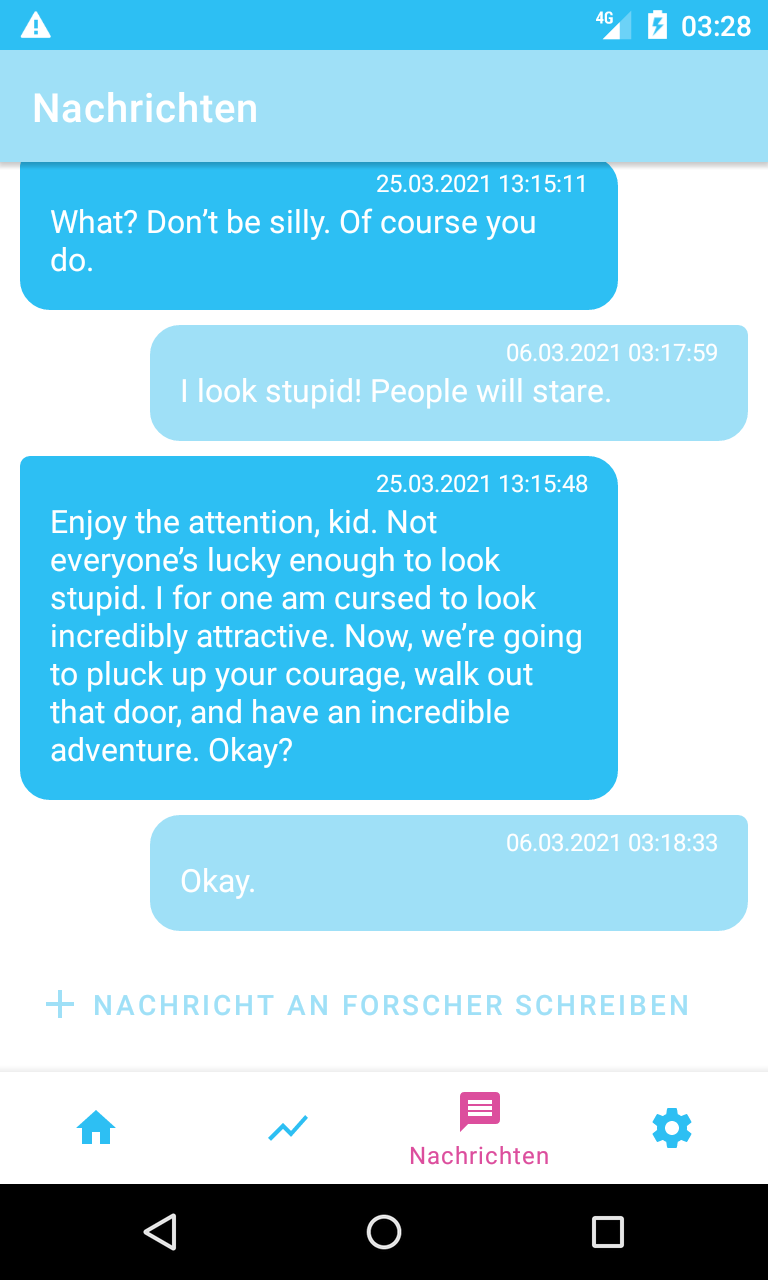 4G 03:28
Nachrichten
25.03.2021 13:15:11
What? Don’t be silly. Of course you
do.
06.03.2021 03:17:59
I look stupid! People will stare.
25.03.2021 13:15:48
Enjoy the attention, kid. Not
everyone’s lucky enough to look
stupid. I for one am cursed to look
incredibly attractive. Now, we’re going
to pluck up your courage, walk out
that door, and have an incredible
adventure. Okay?
06.03.2021 03:18:33
Okay.
NACHRICHT AN FORSCHER SCHREIBEN
Nachrichten